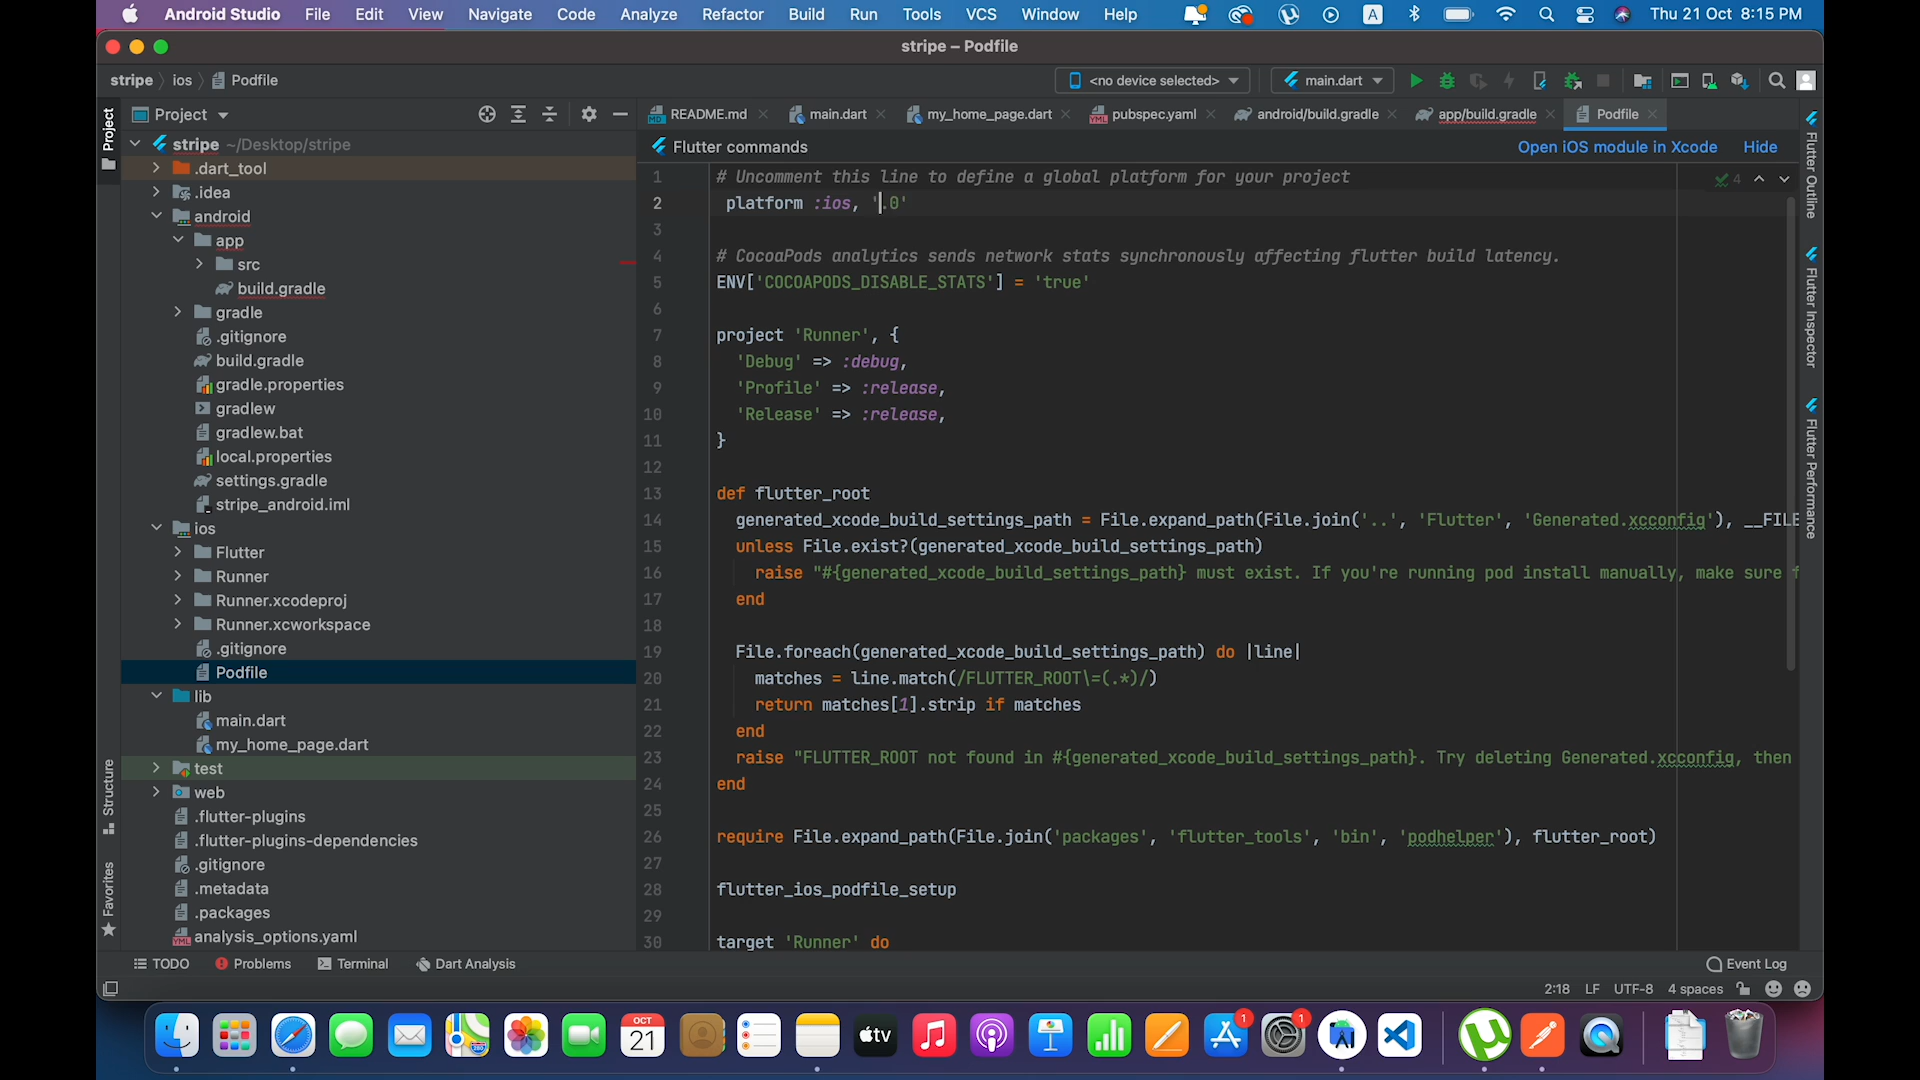 Android Studio File Edit View Navigate Code Analyze Refactor Build Run Tools VCS Window Help A Thu 21 Oct 8:15 PM
stripe – Podfile
stripe ios Podfile <no device selected> main.dart
Project README.md main.dart my_home_page.dart pubspec.yaml android/build.gradle app/build.gradle Podfile
Project
Flutter commands Open iOS module in Xcode Hide
stripe ~/Desktop/stripe
.dart_tool
.idea
android
app
src
build.gradle
gradle
.gitignore
build.gradle
gradle.properties
gradlew
gradlew.bat
local.properties
settings.gradle
stripe_android.iml
ios
Flutter
Runner
Runner.xcodeproj
Runner.xcworkspace
.gitignore
Podfile
lib
main.dart
my_home_page.dart
test
web
.flutter-plugins
.flutter-plugins-dependencies
.gitignore
.metadata
.packages
analysis_options.yaml
Structure
Favorites
4
1 # Uncomment this line to define a global platform for your project
2 platform :ios, '.0'
3
4 # CocoaPods analytics sends network stats synchronously affecting flutter build latency.
5 ENV['COCOAPODS_DISABLE_STATS'] = 'true'
6
7 project 'Runner', {
8 'Debug' => :debug,
9 'Profile' => :release,
10 'Release' => :release,
11 }
12
13 def flutter_root
14 generated_xcode_build_settings_path = File.expand_path(File.join('..', 'Flutter', 'Generated.xcconfig'), __FILE
15 unless File.exist?(generated_xcode_build_settings_path)
16 raise "#{generated_xcode_build_settings_path} must exist. If you're running pod install manually, make sure f
17 end
18
19 File.foreach(generated_xcode_build_settings_path) do |line|
20 matches = line.match(/FLUTTER_ROOT\=(.*)/)
21 return matches[1].strip if matches
22 end
23 raise "FLUTTER_ROOT not found in #{generated_xcode_build_settings_path}. Try deleting Generated.xcconfig, then
24 end
25
26 require File.expand_path(File.join('packages', 'flutter_tools', 'bin', 'podhelper'), flutter_root)
27
28 flutter_ios_podfile_setup
29
30 target 'Runner' do
Flutter Outline
Flutter Inspector
Flutter Performance
TODO Problems Terminal Dart Analysis Event Log
2:18 LF UTF-8 4 spaces
OCT
21
tv
1
1